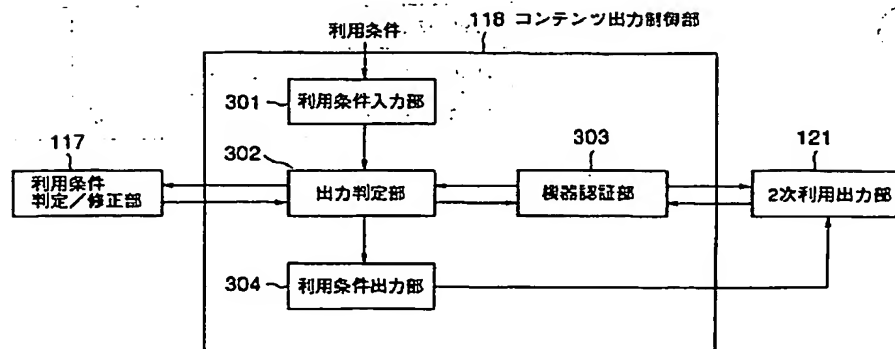 利用条件
118 コンテンツ出力制御部
301
利用条件入力部
117
302
303
121
利用条件
判定/修正部
出力判定部
機器認証部
2次利用出力部
304
利用条件出力部